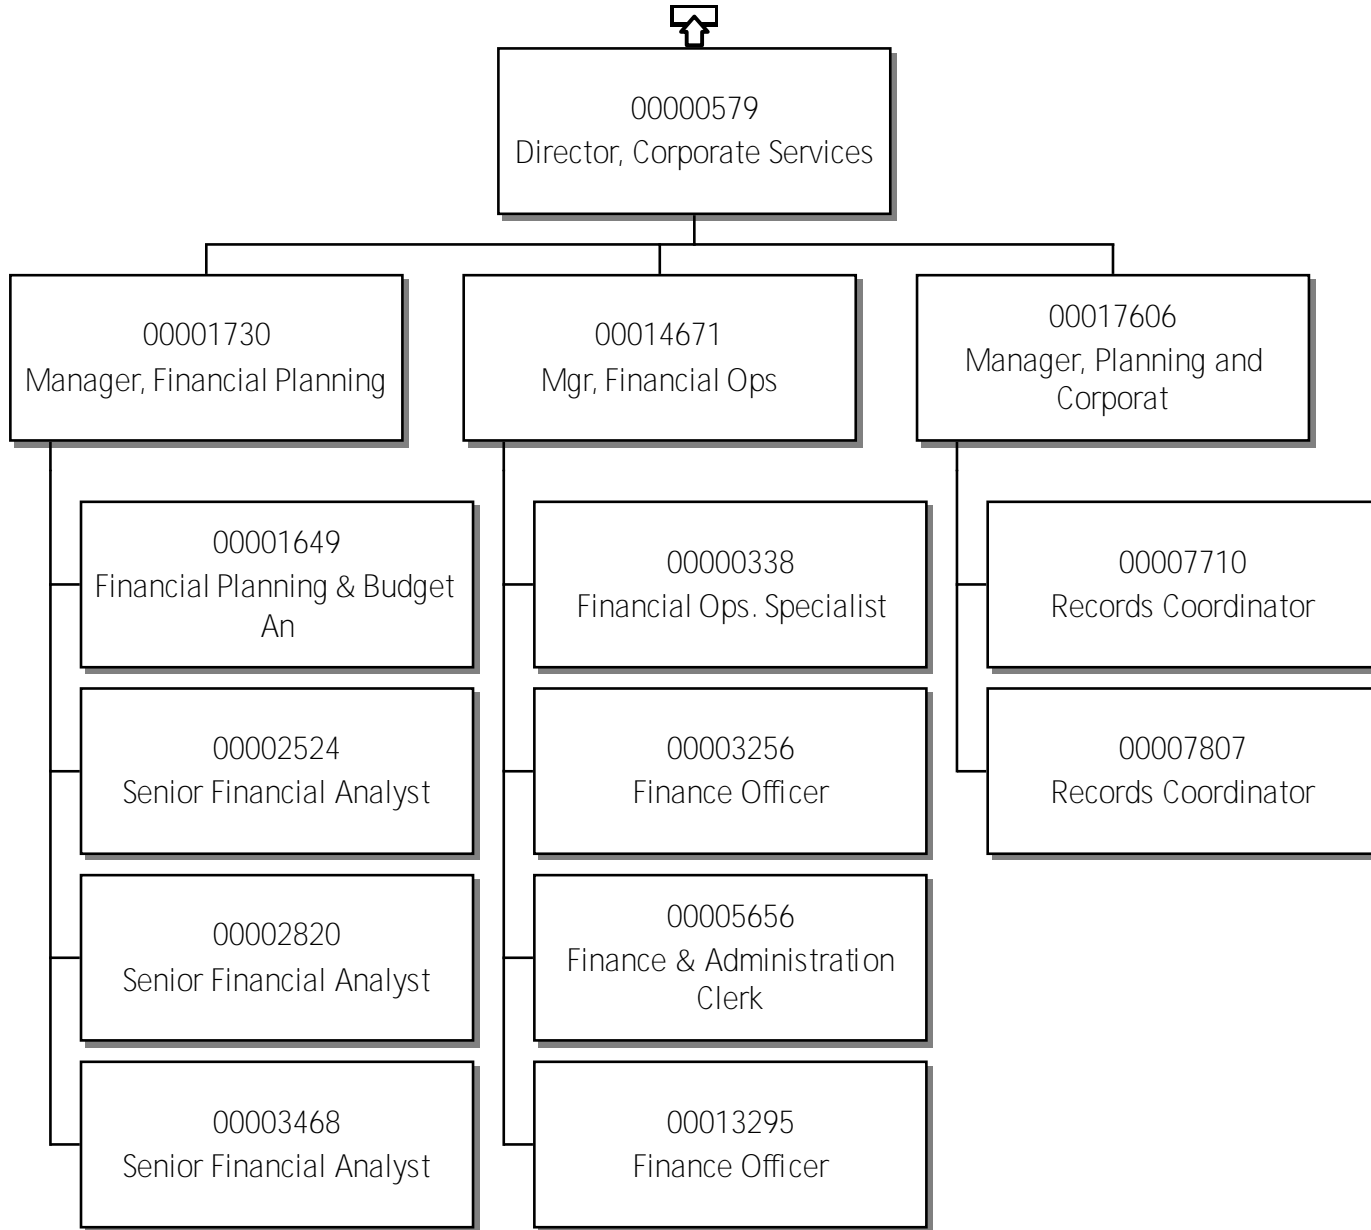 00000579
Director, Corporate Services
00001730
Manager, Financial Planning
00014671
Mgr, Financial Ops
00017606
Manager, Planning and
Corporat
00001649
Financial Planning & Budget
An
00000338
Financial Ops. Specialist
00007710
Records Coordinator
00002524
Senior Financial Analyst
00003256
Finance Officer
00007807
Records Coordinator
00002820
Senior Financial Analyst
00005656
Finance & Administration
Clerk
00003468
Senior Financial Analyst
00013295
Finance Officer